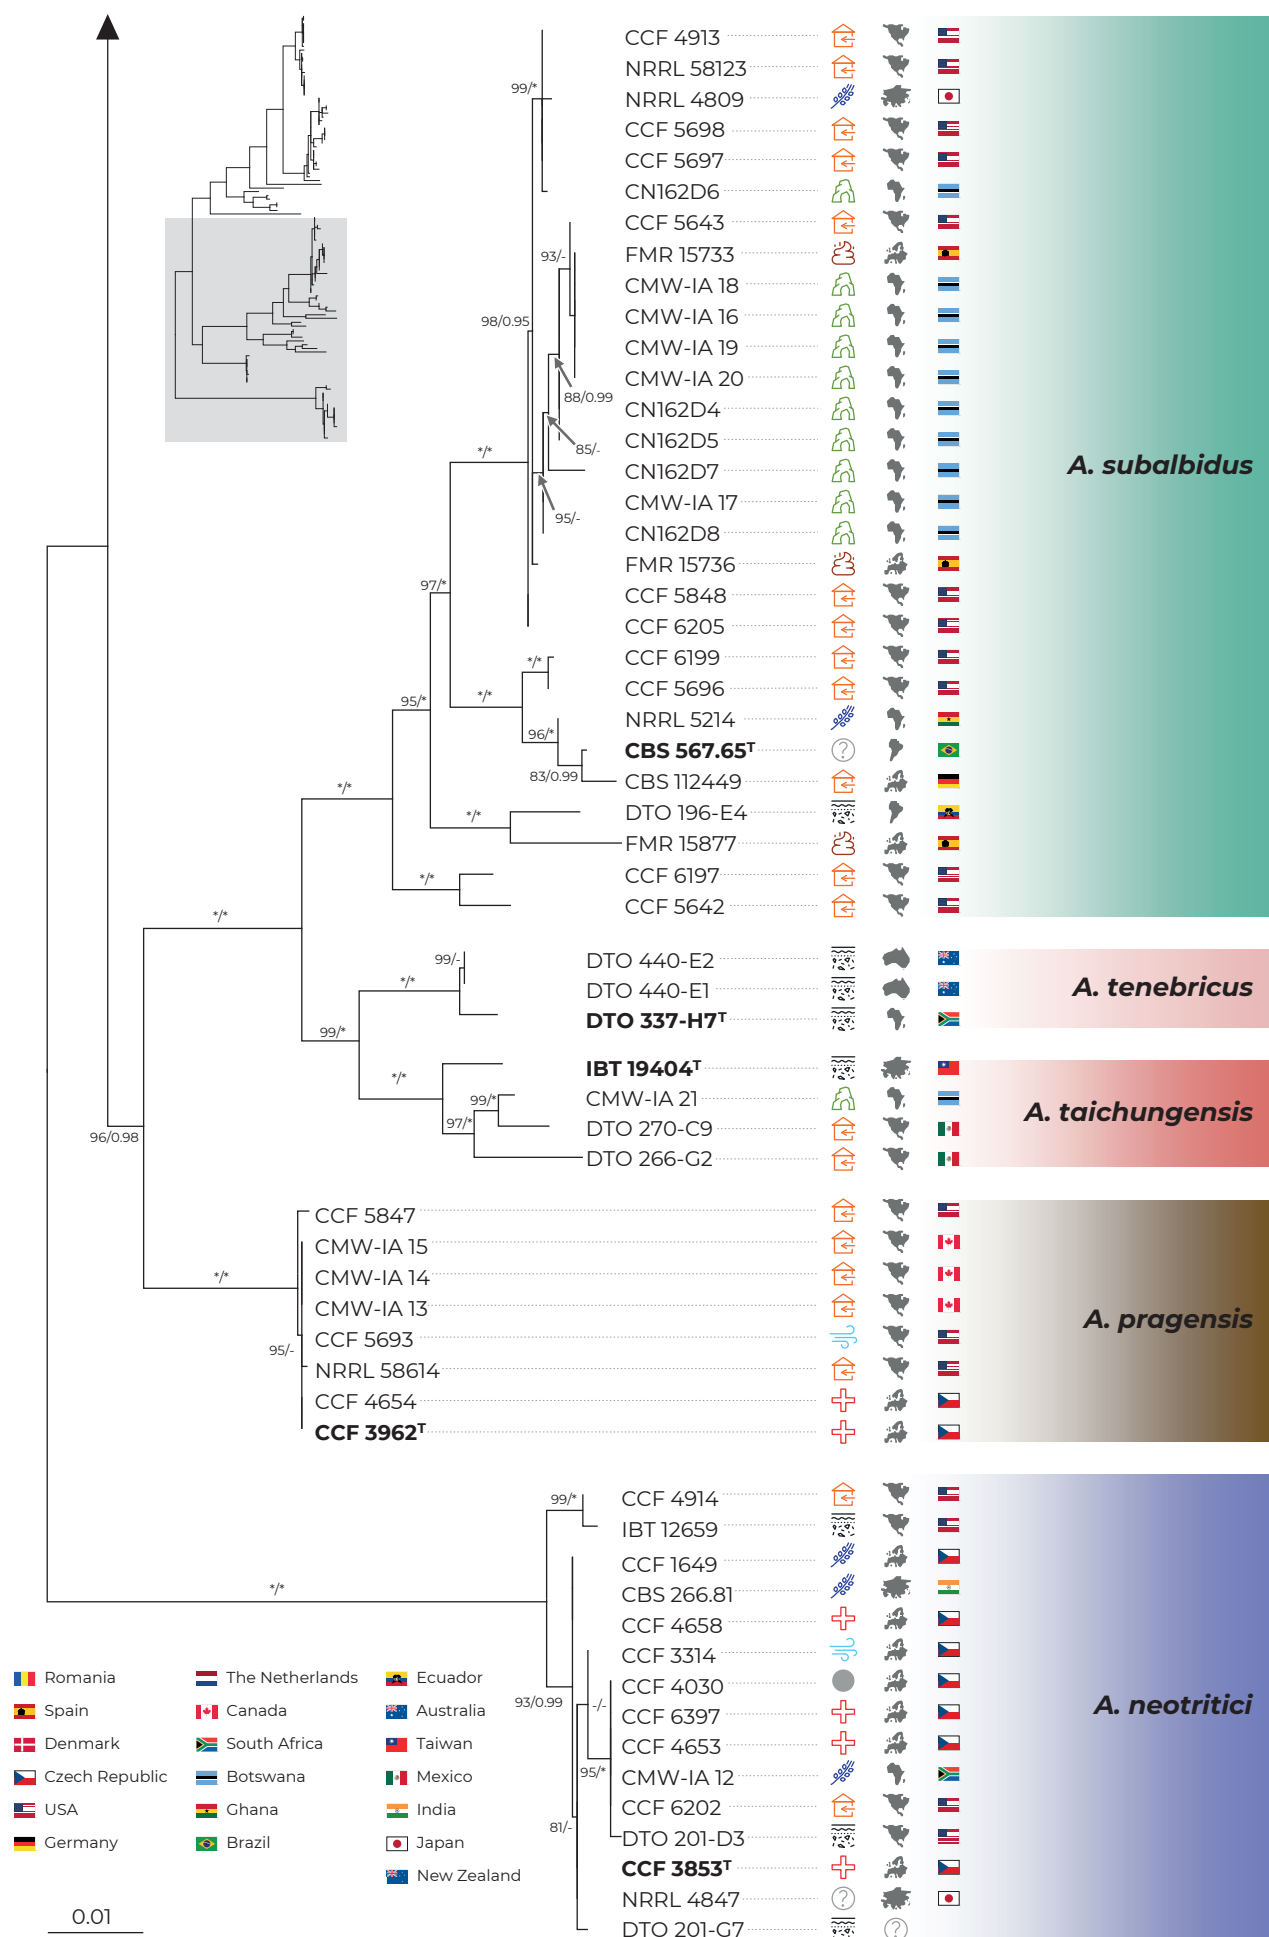 CCF 4913
NRRL 58123
99/*
NRRL 4809
CCF 5698
CCF 5697
CN162D6
CCF 5643
93/-
FMR 15733
CMW-IA 18
98/0.95
CMW-IA 16
CMW-IA 19
CMW-IA 20
88/0.99
CN162D4
CN162D5
85/-
*/*
CN162D7
A. subalbidus
CMW-IA 17
95/-
CN162D8
FMR 15736
97/*
CCF 5848
CCF 6205
*/*
CCF 6199
*/*
CCF 5696
95/*
NRRL 5214
96/*
CBS 567.65ᵀ
?
83/0.99
CBS 112449
*/*
DTO 196-E4
*/*
FMR 15877
*/*
CCF 6197
CCF 5642
*/*
99/-
DTO 440-E2
*/*
DTO 440-E1
A. tenebricus
99/*
DTO 337-H7ᵀ
IBT 19404ᵀ
*/*
99/*
CMW-IA 21
A. taichungensis
97/*
DTO 270-C9
96/0.98
DTO 266-G2
CCF 5847
CMW-IA 15
*/*
CMW-IA 14
CMW-IA 13
A. pragensis
95/-
CCF 5693
NRRL 58614
CCF 4654
CCF 3962ᵀ
99/*
CCF 4914
IBT 12659
CCF 1649
*/*
CBS 266.81
CCF 4658
CCF 3314
93/0.99
-/-
CCF 4030
CCF 6397
A. neotritici
CCF 4653
95/*
CMW-IA 12
CCF 6202
81/-
DTO 201-D3
CCF 3853ᵀ
NRRL 4847
?
DTO 201-G7
?
Romania
Spain
Denmark
Czech Republic
USA
Germany
The Netherlands
Canada
South Africa
Botswana
Ghana
Brazil
Ecuador
Australia
Taiwan
Mexico
India
Japan
New Zealand
0.01